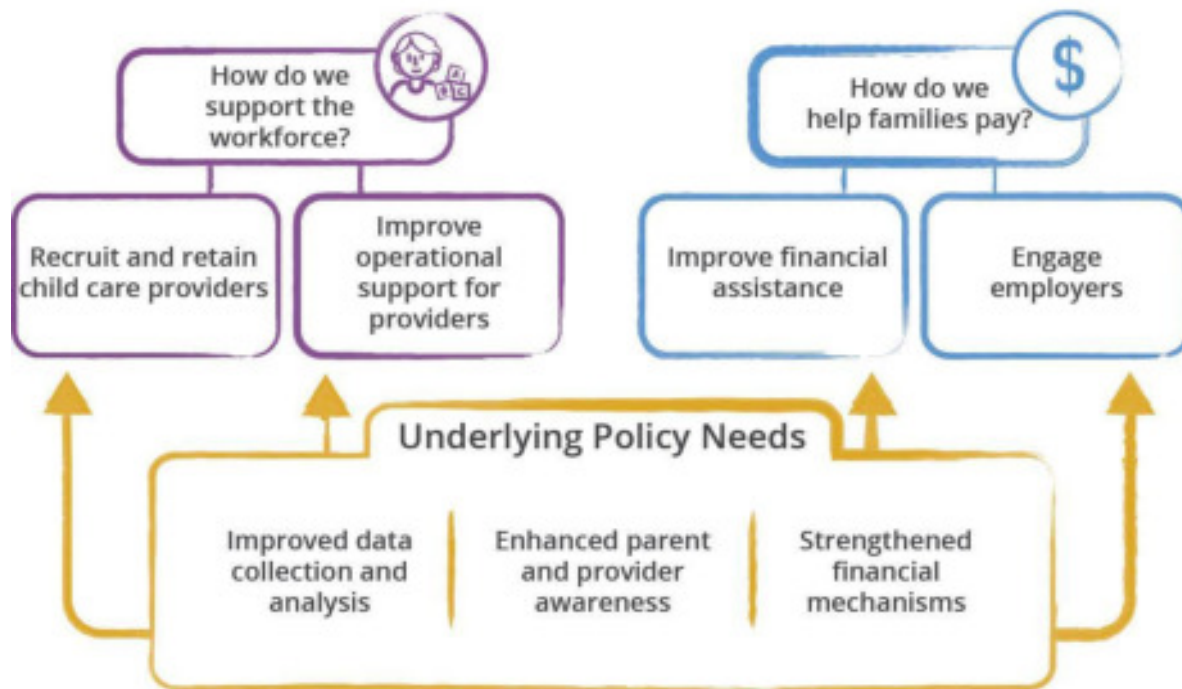 How do we
support the
workforce?
How do we
help families pay?
$
Recruit and retain
child care providers
Improve
operational
support for
providers
Improve financial
assistance
Engage
employers
Underlying Policy Needs
Improved data
collection and
analysis
Enhanced parent
and provider
awareness
Strengthened
financial
mechanisms